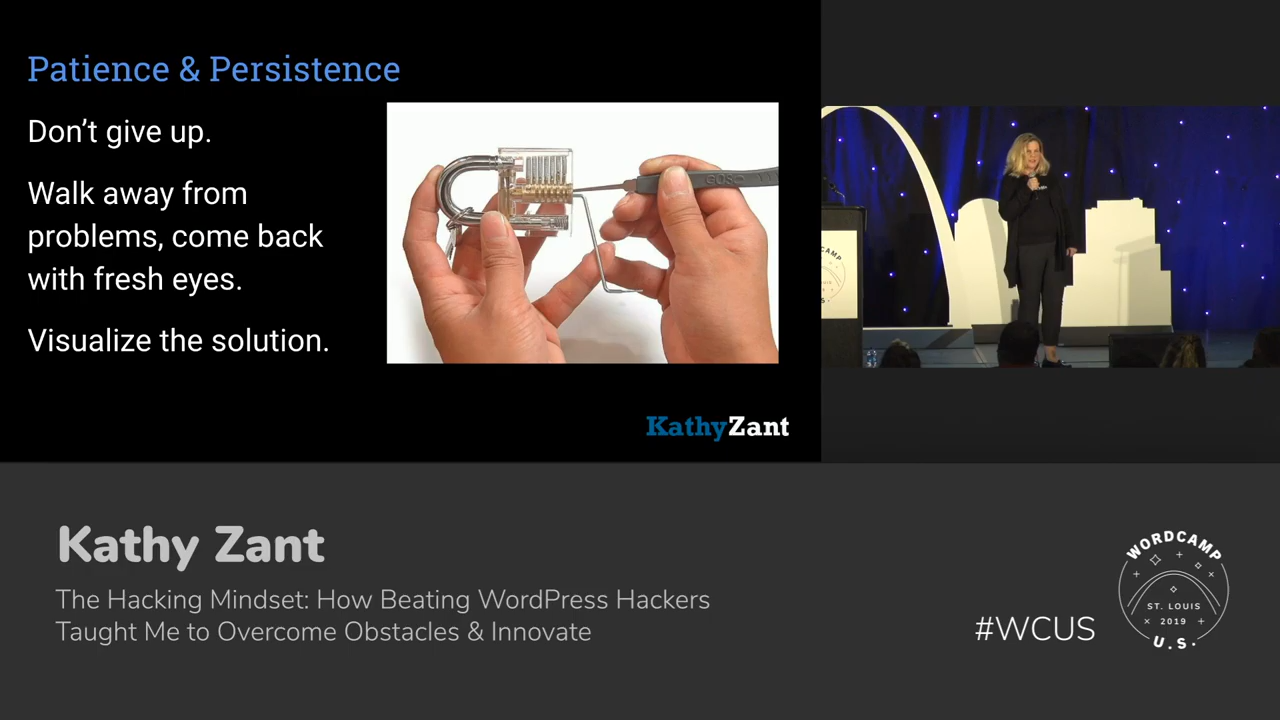 Patience & Persistence
Don’t give up.
Walk away from
problems, come back
with fresh eyes.
Visualize the solution.
KathyZant
Kathy Zant
The Hacking Mindset: How Beating WordPress Hackers
Taught Me to Overcome Obstacles & Innovate
#WCUS
WORDCAMP
ST. LOUIS
2019
U.S.